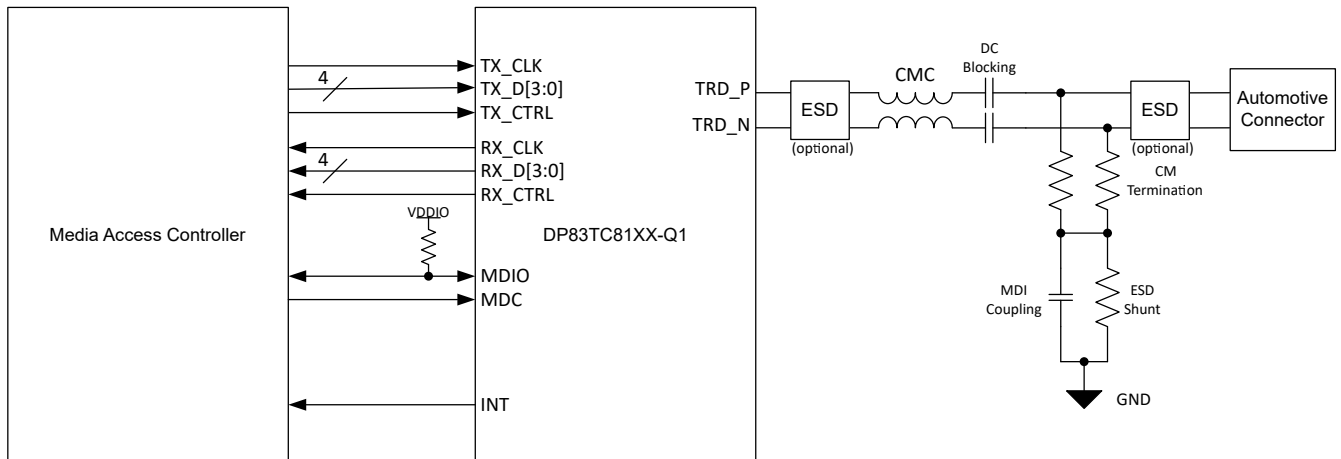 Media Access Controller
4
4
VDDIO
TX_CLK
TX_D[3:0]
TX_CTRL
RX_CLK
RX_D[3:0]
RX_CTRL
MDIO
MDC
INT
DP83TC81XX-Q1
TRD_P
TRD_N
ESD
(optional)
CMC
DC
Blocking
ESD
(optional)
Automotive
Connector
CM
Termination
MDI
Coupling
ESD
Shunt
GND